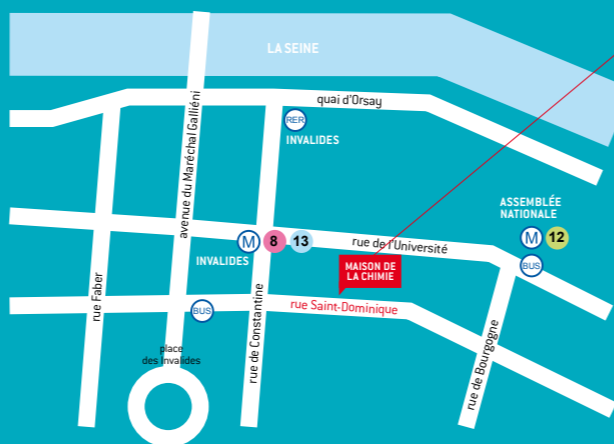 LA SEINE
quai d'Orsay
RER
INVALIDES
avenue du Maréchal Galliéni
rue Faber
ASSEMBLÉE
NATIONALE
M 12
BUS
M 8 13
INVALIDES
rue de l'Université
MAISON DE
LA CHIMIE
rue Saint-Dominique
BUS
rue de Constantine
rue de Bourgogne
place
des Invalides